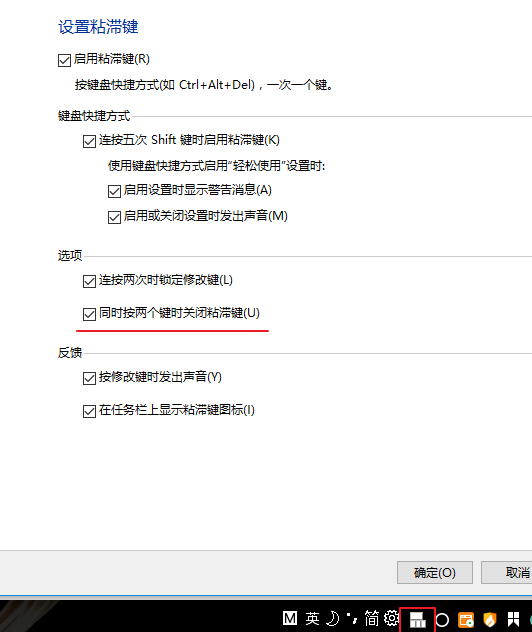 设置粘滞键
启用粘滞键(R)
按键盘快捷方式(如 Ctrl+Alt+Del)，一次一个键。
键盘快捷方式
连按五次 Shift 键时启用粘滞键(K)
使用键盘快捷方式启用“轻松使用”设置时:
启用设置时显示警告消息(A)
启用或关闭设置时发出声音(M)
选项
连按两次时锁定修改键(L)
同时按两个键时关闭粘滞键(U)
反馈
按修改键时发出声音(Y)
在任务栏上显示粘滞键图标(I)
确定(O) 取消
M 英 简